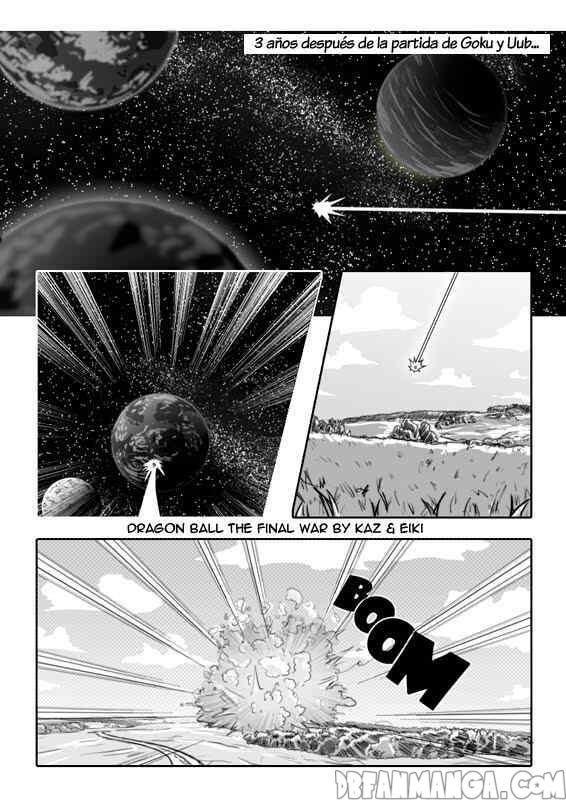 3 años después de la partida de Goku y Uub...
DRAGON BALL THE FINAL WAR BY KAZ & EIKI
BOOM
DBFANMANGA.COM